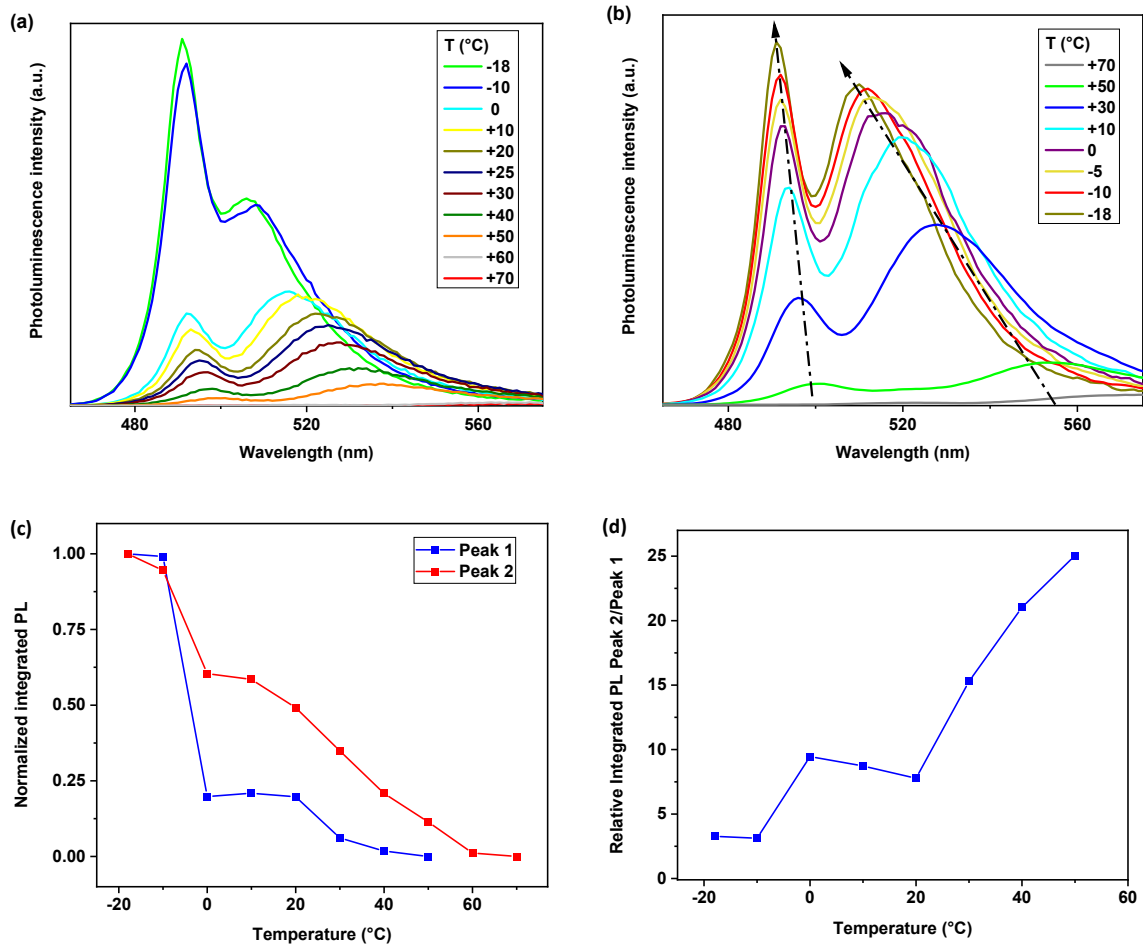 (a)
Photoluminescence intensity (a.u.)
T (°C)
-18
-10
0
+10
+20
+25
+30
+40
+50
+60
+70
480
520
560
Wavelength (nm)
(b)
Photoluminescence intensity (a.u.)
T (°C)
+70
+50
+30
+10
0
-5
-10
-18
480
520
560
Wavelength (nm)
(c)
Normalized integrated PL
1.00
0.75
0.50
0.25
0.00
Peak 1
Peak 2
-20
0
20
40
60
Temperature (°C)
(d)
Relative Integrated PL Peak 2/Peak 1
25
20
15
10
5
0
-20
0
20
40
60
Temperature (°C)